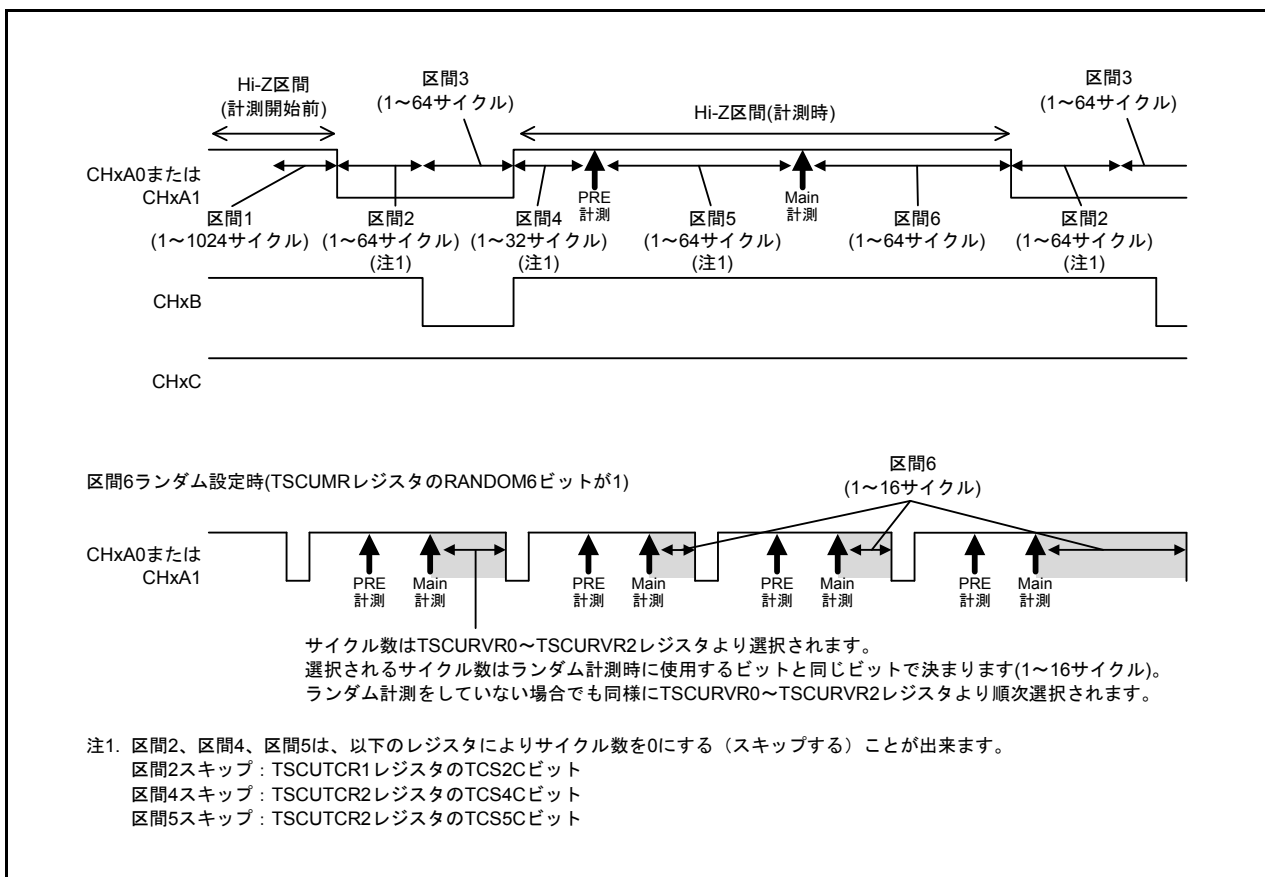 Hi-Z区間
(計測開始前)
区間3
(1～64サイクル)
Hi-Z区間(計測時)
区間3
(1～64サイクル)
CHxA0または
CHxA1
PRE
計測
Main
計測
区間1
(1～1024サイクル)
区間2
(1～64サイクル)
(注1)
区間4
(1～32サイクル)
(注1)
区間5
(1～64サイクル)
(注1)
区間6
(1～64サイクル)
区間2
(1～64サイクル)
(注1)
CHxB
CHxC
区間6ランダム設定時(TSCUMRレジスタのRANDOM6ビットが1)
区間6
(1～16サイクル)
CHxA0または
CHxA1
PRE
計測
Main
計測
PRE
計測
Main
計測
PRE
計測
Main
計測
PRE
計測
Main
計測
サイクル数はTSCURVR0～TSCURVR2レジスタより選択されます。
選択されるサイクル数はランダム計測時に使用するビットと同じビットで決まります(1～16サイクル)。
ランダム計測をしていない場合でも同様にTSCURVR0～TSCURVR2レジスタより順次選択されます。
注1. 区間2、区間4、区間5は、以下のレジスタによりサイクル数を0にする（スキップする）ことが出来ます。
区間2スキップ：TSCUTCR1レジスタのTCS2Cビット
区間4スキップ：TSCUTCR2レジスタのTCS4Cビット
区間5スキップ：TSCUTCR2レジスタのTCS5Cビット